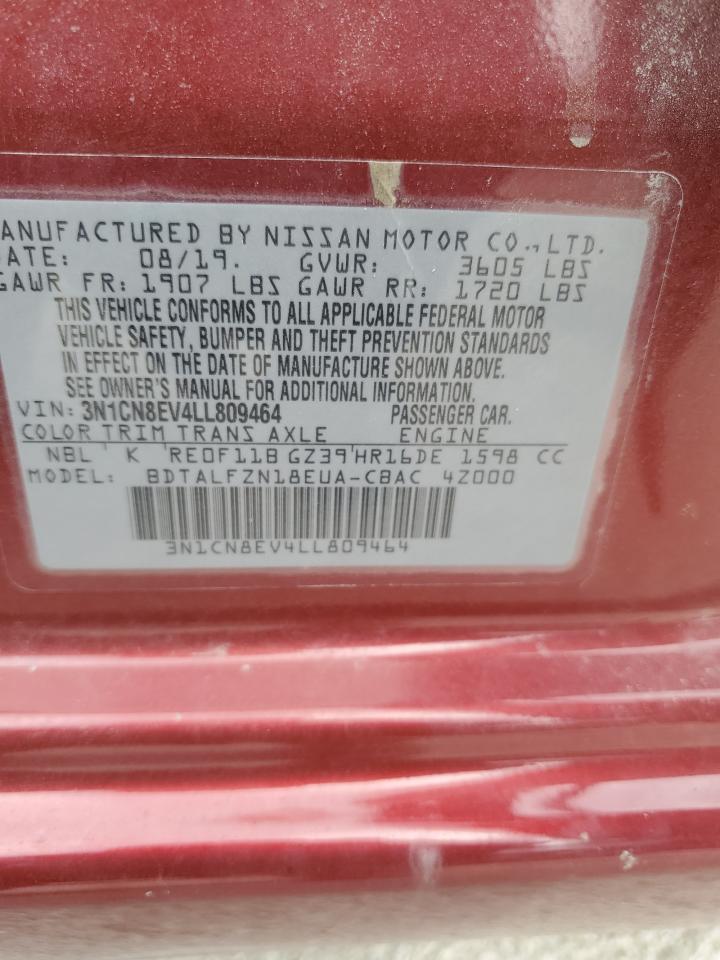 ANUFACTURED BY NISSAN MOTOR CO.,LTD.
ATE: 08/19. GVWR: 3605 LBS
GAWR FR: 1907 LBS GAWR RR: 1720 LBS
THIS VEHICLE CONFORMS TO ALL APPLICABLE FEDERAL MOTOR
VEHICLE SAFETY, BUMPER AND THEFT PREVENTION STANDARDS
IN EFFECT ON THE DATE OF MANUFACTURE SHOWN ABOVE.
SEE OWNER'S MANUAL FOR ADDITIONAL INFORMATION.
VIN: 3N1CN8EV4LL809464 PASSENGER CAR.
COLOR TRIM TRANS AXLE ENGINE
NBL K RE0F11B GZ39 HR16DE 1598 CC
MODEL: BDTALFZN18EUA-CBAC 4Z000
3N1CN8EV4LL809464